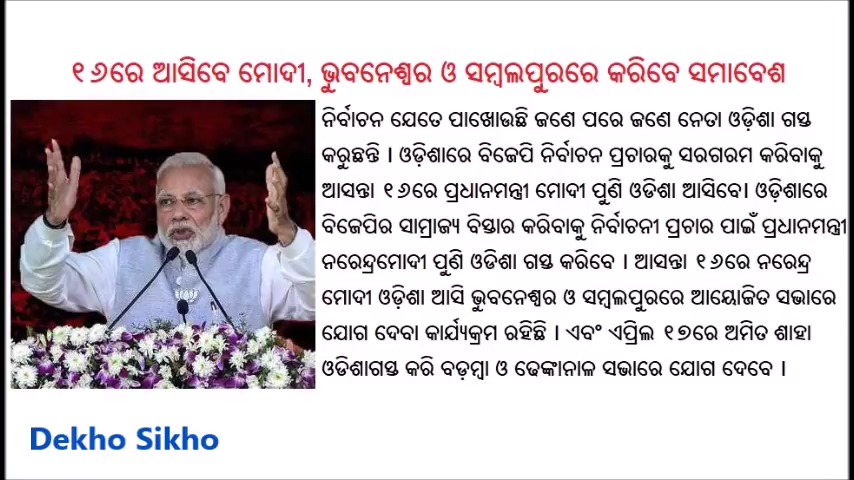 ୧୬ରେ ଆସିବେ ମୋଦୀ, ଭୁବନେଶ୍ୱର ଓ ସମ୍ବଲପୁରରେ କରିବେ ସମାବେଶ
ନିର୍ବାଚନ ଯେତେ ପାଖୋଉଛି ଜଣେ ପରେ ଜଣେ ନେତା ଓଡ଼ିଶା ଗସ୍ତ
କରୁଛନ୍ତି । ଓଡ଼ିଶାରେ ବିଜେପି ନିର୍ବାଚନ ପ୍ରଚାରକୁ ସରଗରମ କରିବାକୁ
ଆସନ୍ତା ୧୬ରେ ପ୍ରଧାନମନ୍ତ୍ରୀ ମୋଦୀ ପୁଣି ଓଡିଶା ଆସିବେ। ଓଡ଼ିଶାରେ
ବିଜେପିର ସାମ୍ରାଜ୍ୟ ବିସ୍ତାର କରିବାକୁ ନିର୍ବାଚନୀ ପ୍ରଚାର ପାଇଁ ପ୍ରଧାନମନ୍ତ୍ରୀ
ନରେନ୍ଦ୍ରମୋଦୀ ପୁଣି ଓଡିଶା ଗସ୍ତ କରିବେ । ଆସନ୍ତା ୧୬ରେ ନରେନ୍ଦ୍ର
ମୋଦୀ ଓଡ଼ିଶା ଆସି ଭୁବନେଶ୍ୱର ଓ ସମ୍ବଲପୁରରେ ଆୟୋଜିତ ସଭାରେ
ଯୋଗ ଦେବା କାର୍ଯ୍ୟକ୍ରମ ରହିଛି । ଏବଂ ଏପ୍ରିଲ ୧୭ରେ ଅମିତ ଶାହା
ଓଡିଶାଗସ୍ତ କରି ବଡ଼ମ୍ବା ଓ ଢେଙ୍କାନାଳ ସଭାରେ ଯୋଗ ଦେବେ ।
Dekho Sikho